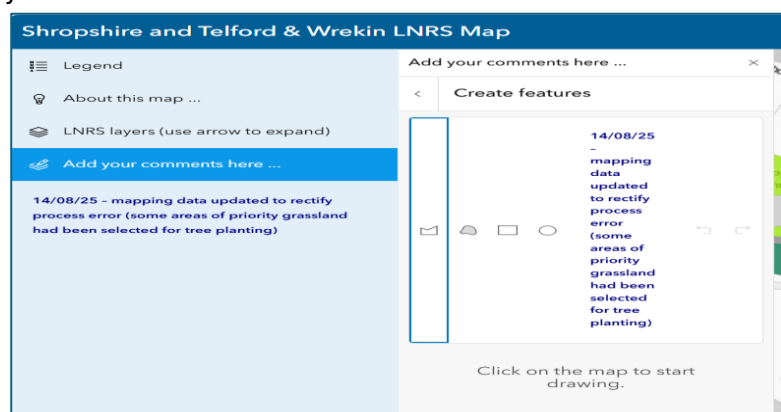 Shropshire and Telford & Wrekin LNRS Map
Legend
About this map ...
LNRS layers (use arrow to expand)
Add your comments here ...
14/08/25 – mapping data updated to rectify
process error (some areas of priority grassland
had been selected for tree planting)
Add your comments here ...
Create features
14/08/25
–
mapping
data
updated
to rectify
process
error
(some
areas of
priority
grassland
had been
selected
for tree
planting)
Click on the map to start
drawing.